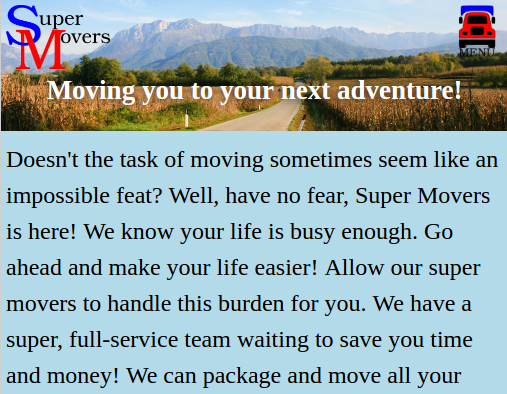 Super
Movers
MENU
Moving you to your next adventure!
Doesn't the task of moving sometimes seem like an
impossible feat? Well, have no fear, Super Movers
is here! We know your life is busy enough. Go
ahead and make your life easier! Allow our super
movers to handle this burden for you. We have a
super, full-service team waiting to save you time
and money! We can package and move all your